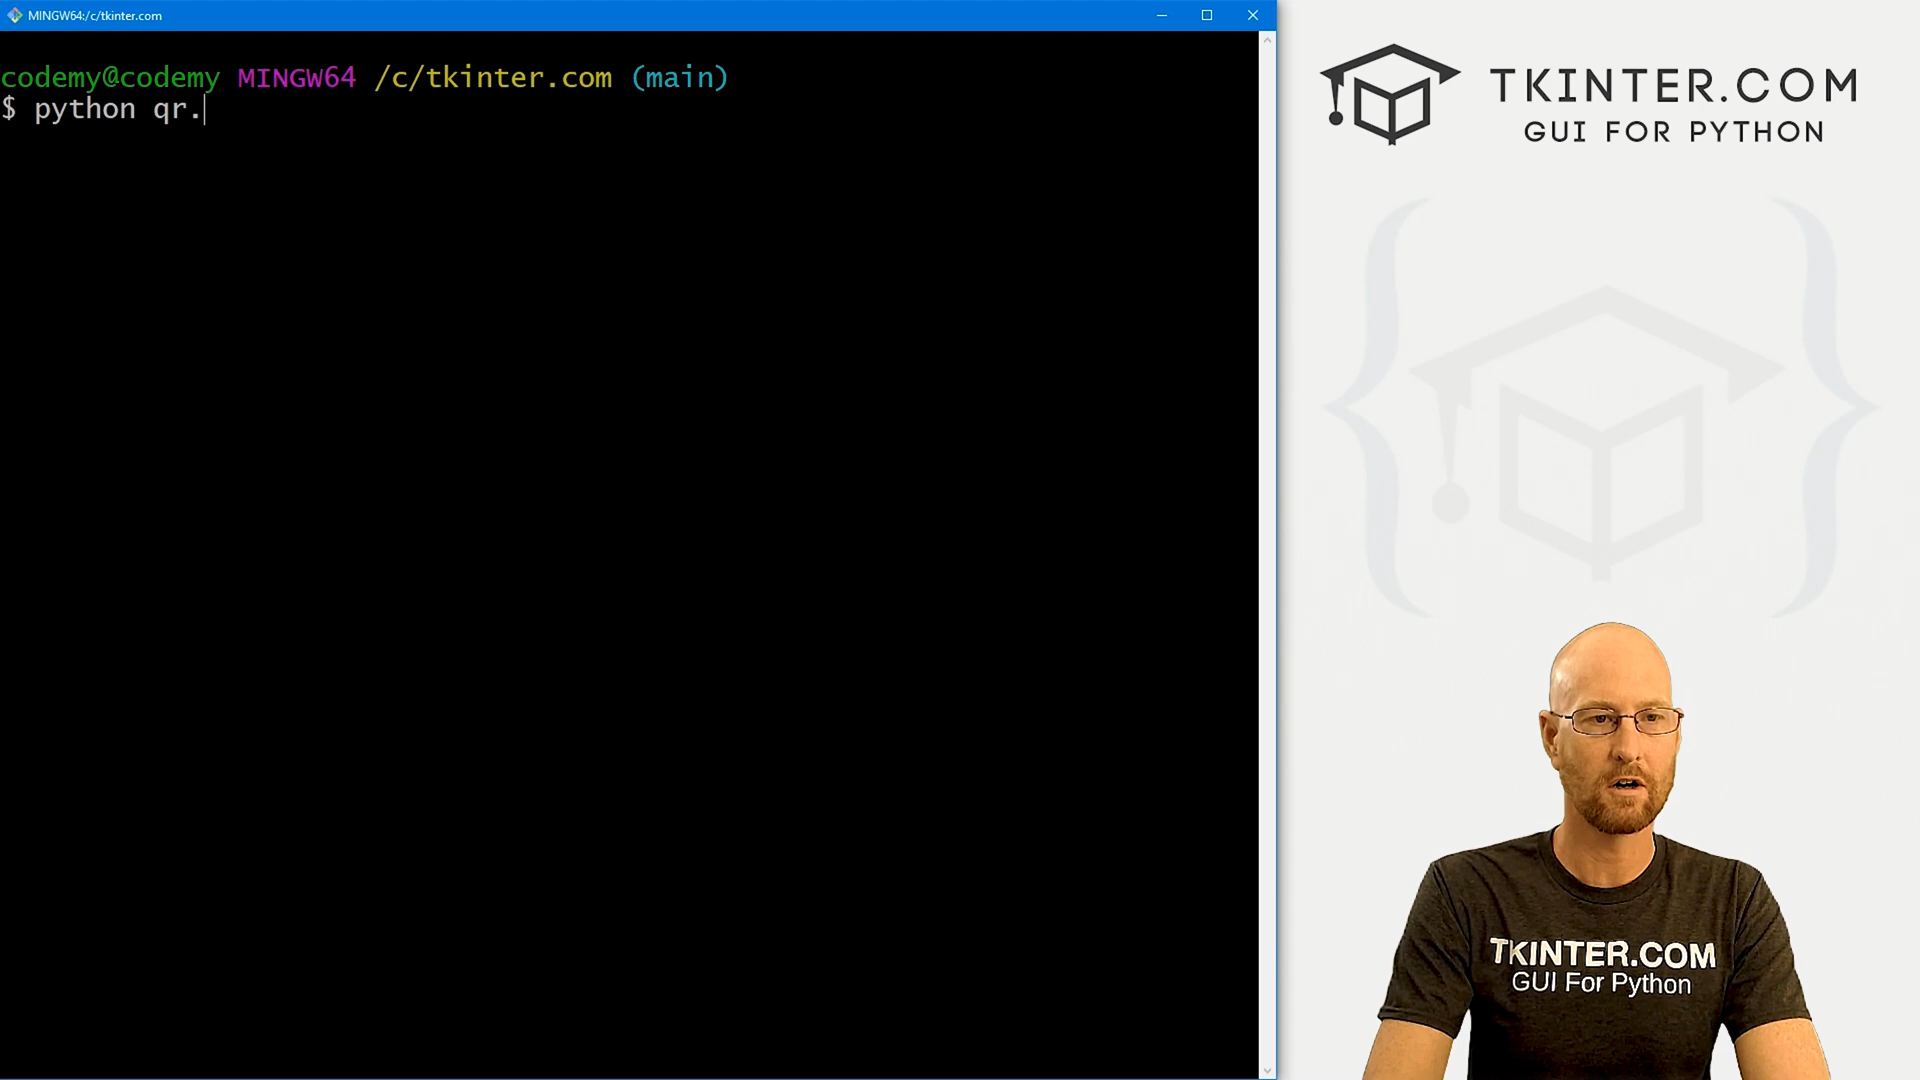 MINGW64:/c/tkinter.com
codemy@codemy MINGW64 /c/tkinter.com (main)
$ python qr.
TKINTER.COM
GUI FOR PYTHON
TKINTER.COM
GUI For Python